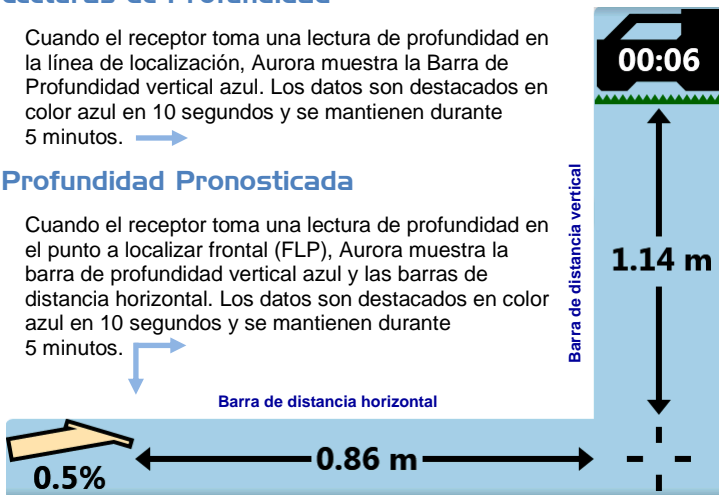 Lecturas de Profundidad
Cuando el receptor toma una lectura de profundidad en
la línea de localización, Aurora muestra la Barra de
Profundidad vertical azul. Los datos son destacados en
color azul en 10 segundos y se mantienen durante
5 minutos.
Profundidad Pronosticada
Cuando el receptor toma una lectura de profundidad en
el punto a localizar frontal (FLP), Aurora muestra la
barra de profundidad vertical azul y las barras de
distancia horizontal. Los datos son destacados en color
azul en 10 segundos y se mantienen durante
5 minutos.
Barra de distancia horizontal
0.5%
0.86 m
Barra de distancia vertical
00:06
1.14 m